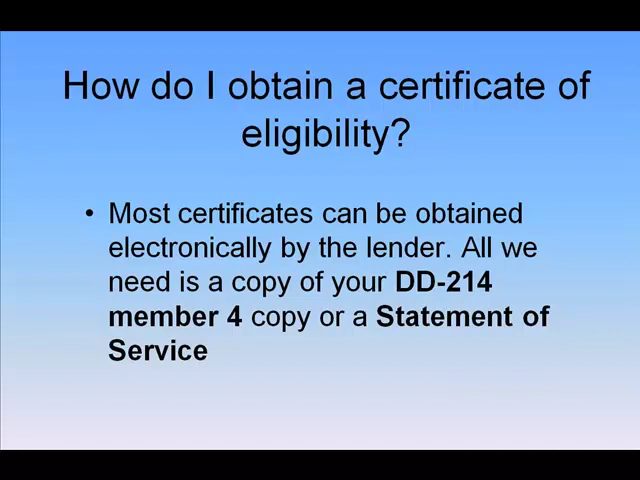 How do I obtain a certificate of
eligibility?
• Most certificates can be obtained
electronically by the lender. All we
need is a copy of your DD-214
member 4 copy or a Statement of
Service